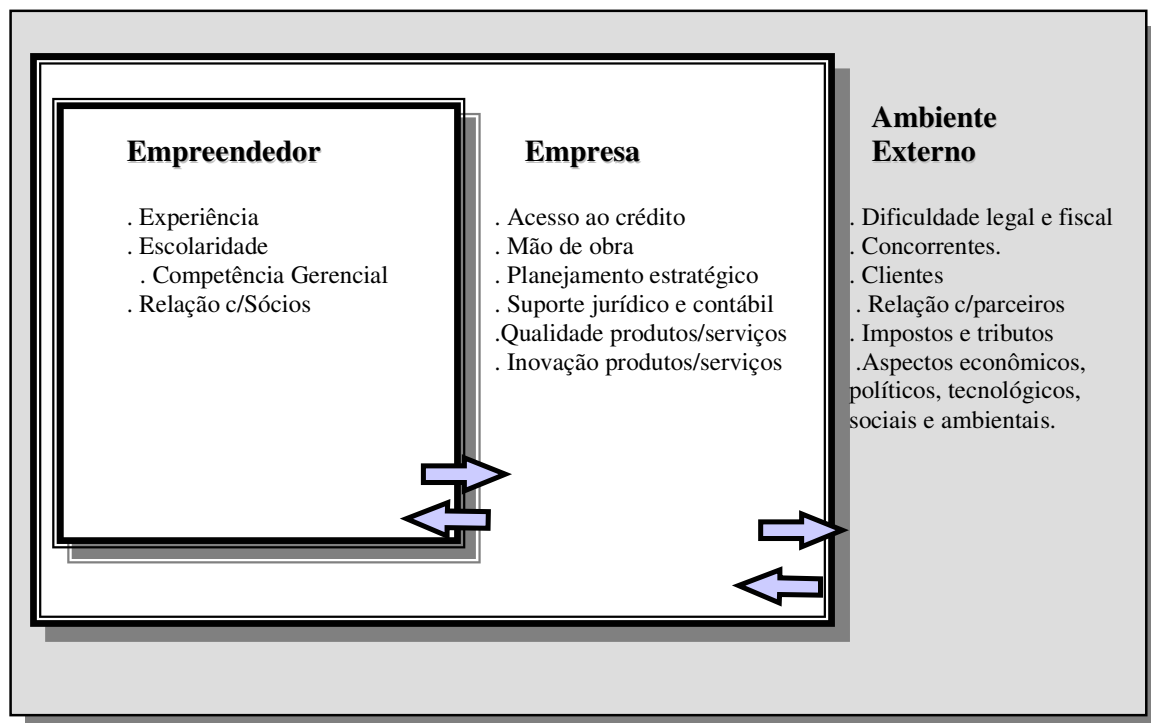 Empreendedor
. Experiência
. Escolaridade
. Competência Gerencial
. Relação c/Sócios
Empresa
. Acesso ao crédito
. Mão de obra
. Planejamento estratégico
. Suporte jurídico e contábil
.Qualidade produtos/serviços
. Inovação produtos/serviços
Ambiente
Externo
. Dificuldade legal e fiscal
. Concorrentes.
. Clientes
. Relação c/parceiros
. Impostos e tributos
.Aspectos econômicos,
políticos, tecnológicos,
sociais e ambientais.